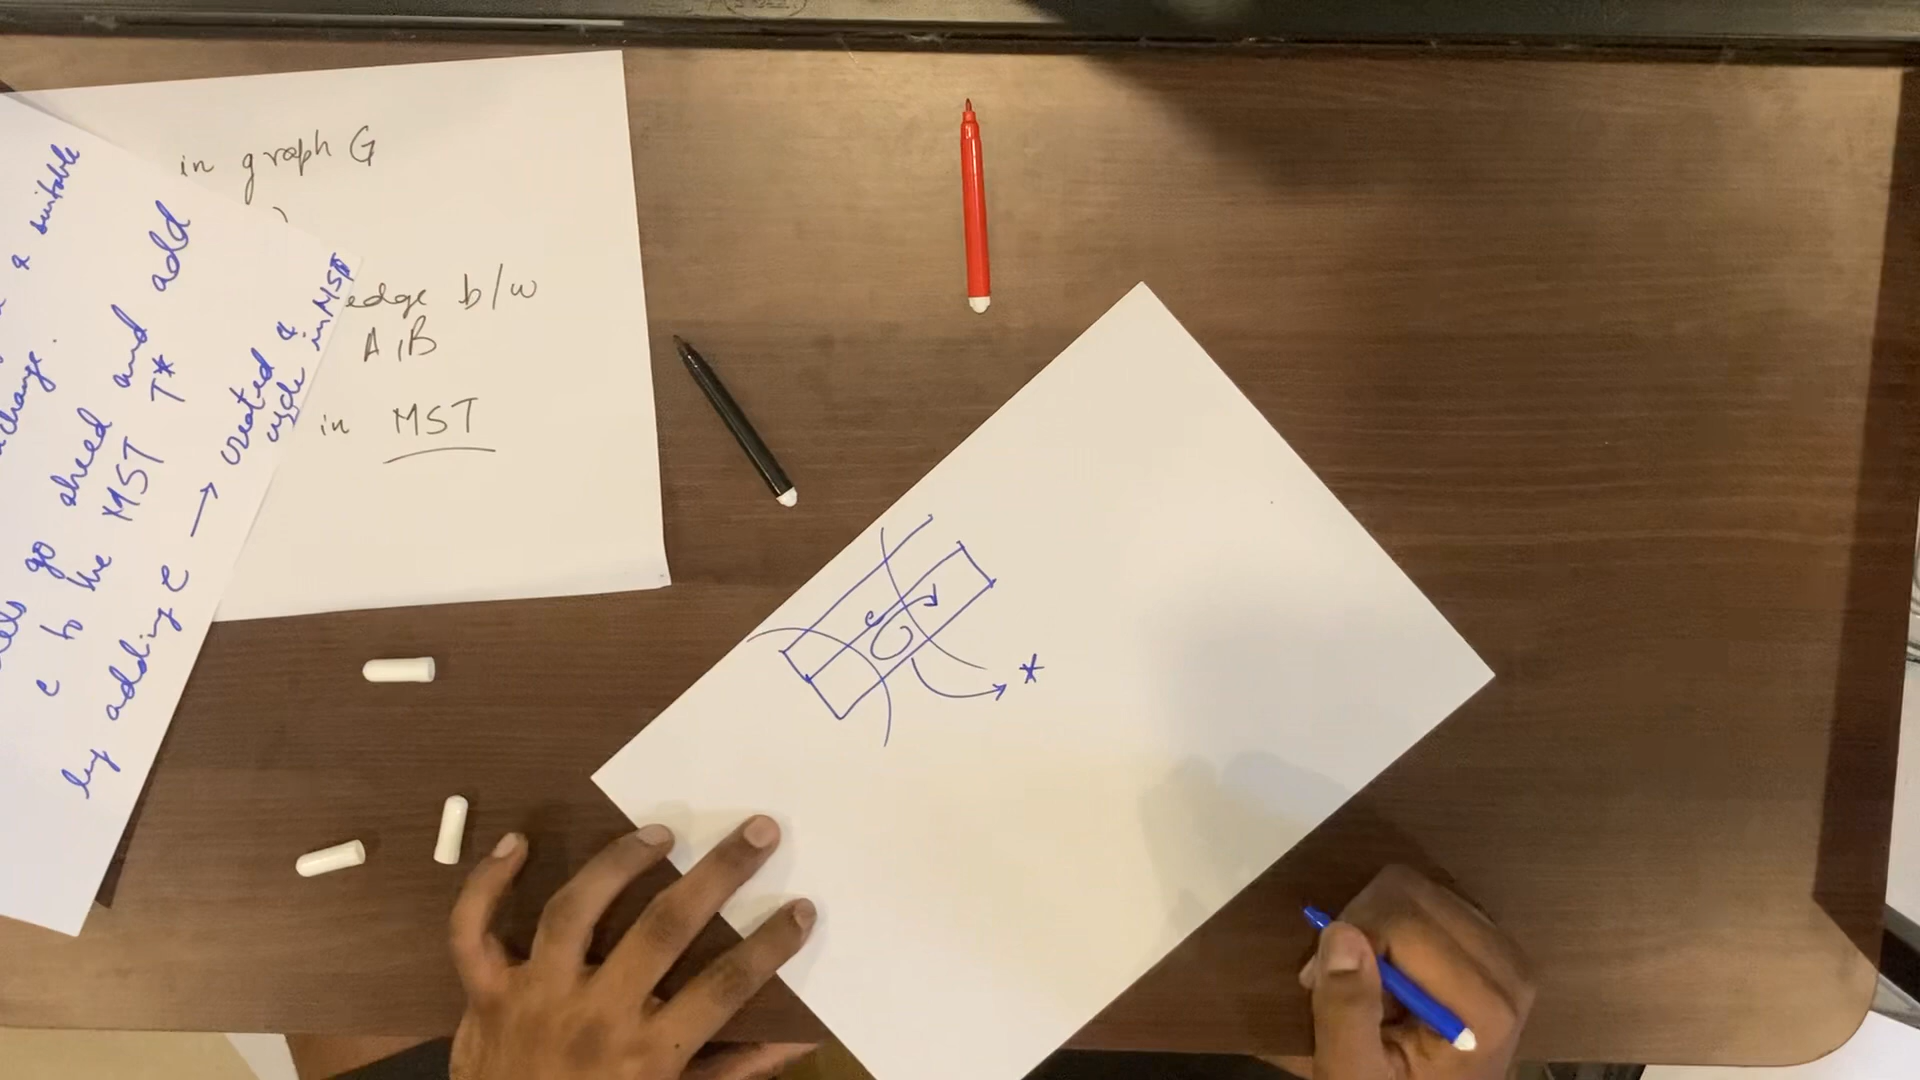 in graph G
edge b/w
A, B
in MST
a suitable
change.
go ahead and add
e to the MST T*
by adding e → created a
cycle in MST
e
*